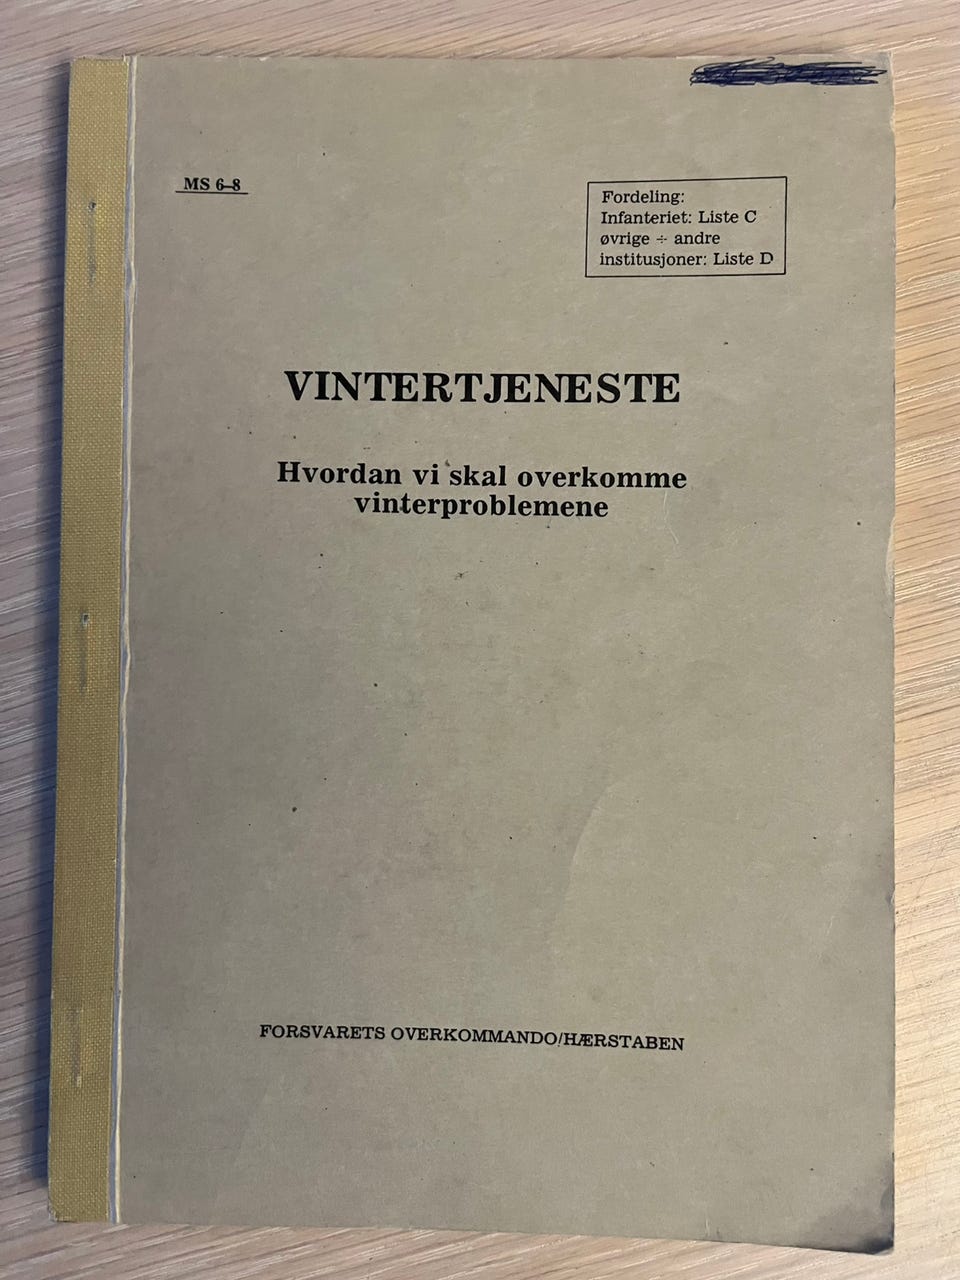 MS 6-8
Fordeling:
Infanteriet: Liste C
øvrige ÷ andre
institusjoner: Liste D
VINTERTJENESTE
Hvordan vi skal overkomme
vinterproblemene
FORSVARETS OVERKOMMANDO/HÆRSTABEN